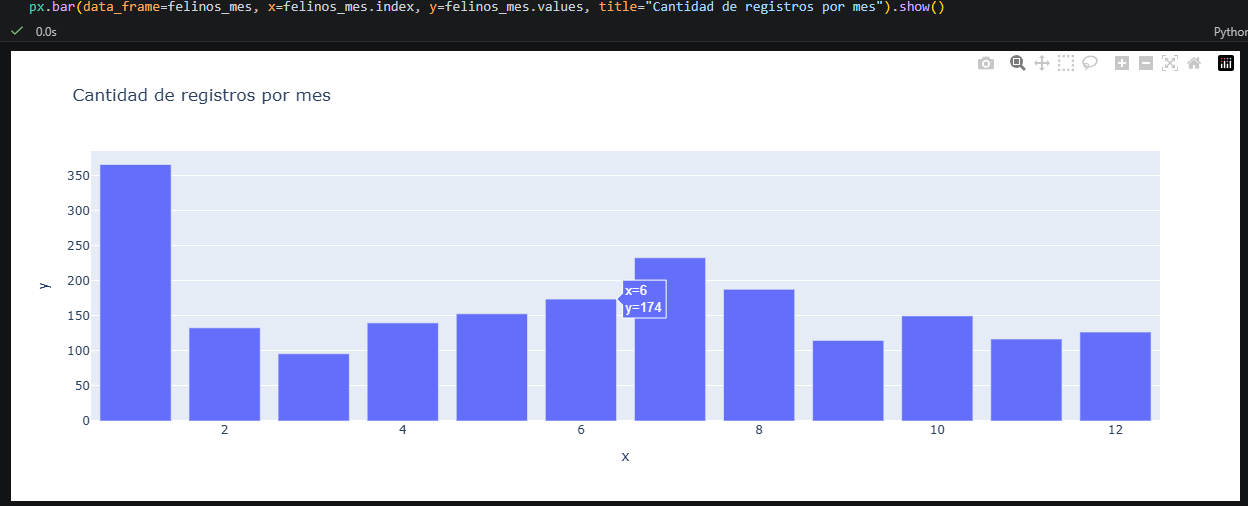 px.bar(data_frame=felinos_mes, x=felinos_mes.index, y=felinos_mes.values, title="Cantidad de registros por mes").show()
0.0s
Python
Cantidad de registros por mes
350
300
250
200
150
100
50
0
y
x=6
y=174
2 4 6 8 10 12
x